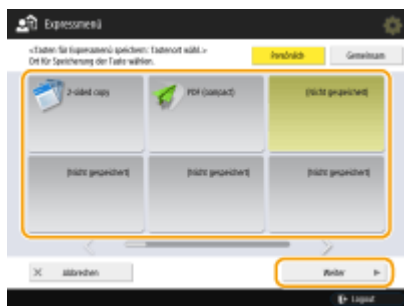 Expressmenü
<Tasten für Expressmenü speichern: Tastenort wähl.>
Ort für Speicherung der Taste wählen.
Persönlich
Gemeinsam
2-sided copy
PDF (compact)
(Nicht gespeichert)
(Nicht gespeichert)
(Nicht gespeichert)
(Nicht gespeichert)
Abbrechen
Weiter
Logout